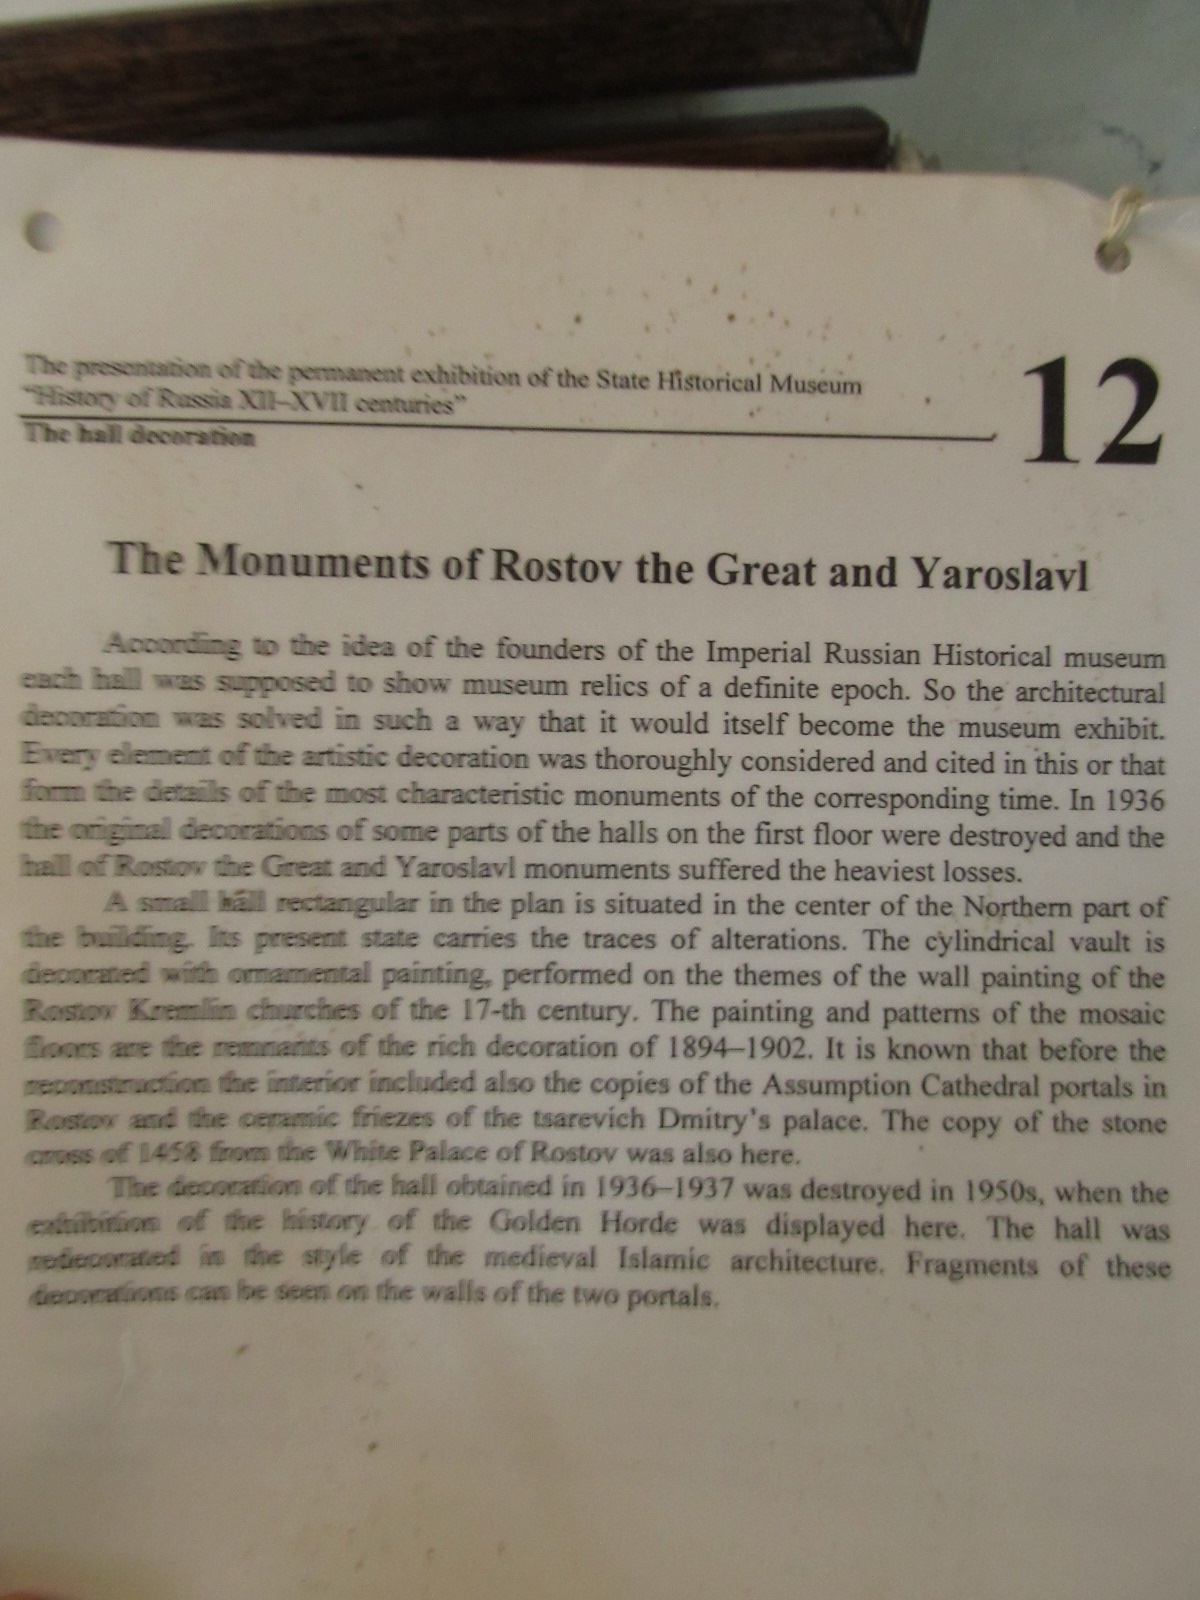 The presentation of the permanent exhibition of the State Historical Museum
"History of Russia XII–XVII centuries"
12
The hall decoration
The Monuments of Rostov the Great and Yaroslavl
According to the idea of the founders of the Imperial Russian Historical museum
each hall was supposed to show museum relics of a definite epoch. So the architectural
decoration was solved in such a way that it would itself become the museum exhibit.
Every element of the artistic decoration was thoroughly considered and cited in this or that
form the details of the most characteristic monuments of the corresponding time. In 1936
the original decorations of some parts of the halls on the first floor were destroyed and the
hall of Rostov the Great and Yaroslavl monuments suffered the heaviest losses.
A small hall rectangular in the plan is situated in the center of the Northern part of
the building. Its present state carries the traces of alterations. The cylindrical vault is
decorated with ornamental painting, performed on the themes of the wall painting of the
Rostov Kremlin churches of the 17-th century. The painting and patterns of the mosaic
floors are the remnants of the rich decoration of 1894–1902. It is known that before the
reconstruction the interior included also the copies of the Assumption Cathedral portals in
Rostov and the ceramic friezes of the tsarevich Dmitry's palace. The copy of the stone
cross of 1458 from the White Palace of Rostov was also here.
The decoration of the hall obtained in 1936–1937 was destroyed in 1950s, when the
exhibition of the history of the Golden Horde was displayed here. The hall was
redecorated in the style of the medieval Islamic architecture. Fragments of these
decorations can be seen on the walls of the two portals.